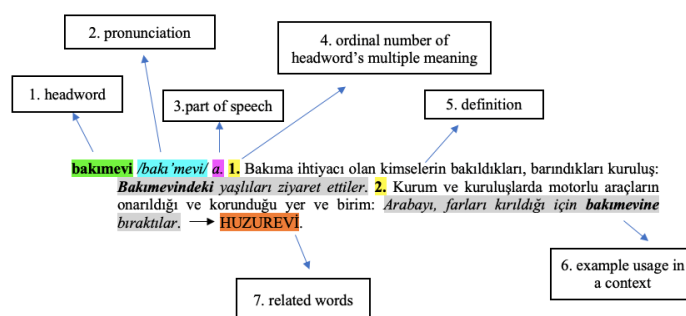 2. pronunciation
4. ordinal number of
headword's multiple meaning
1. headword
3.part of speech
5. definition
bakımevi /bakı'mevi/ a. 1. Bakıma ihtiyacı olan kimselerin bakıldıkları, barındıkları kuruluş:
Bakımevindeki yaşlıları ziyaret ettiler. 2. Kurum ve kuruluşlarda motorlu araçların
onarıldığı ve korunduğu yer ve birim: Arabayı, farları kırıldığı için bakımevine
bıraktılar. → HUZUREVİ.
6. example usage in
a context
7. related words